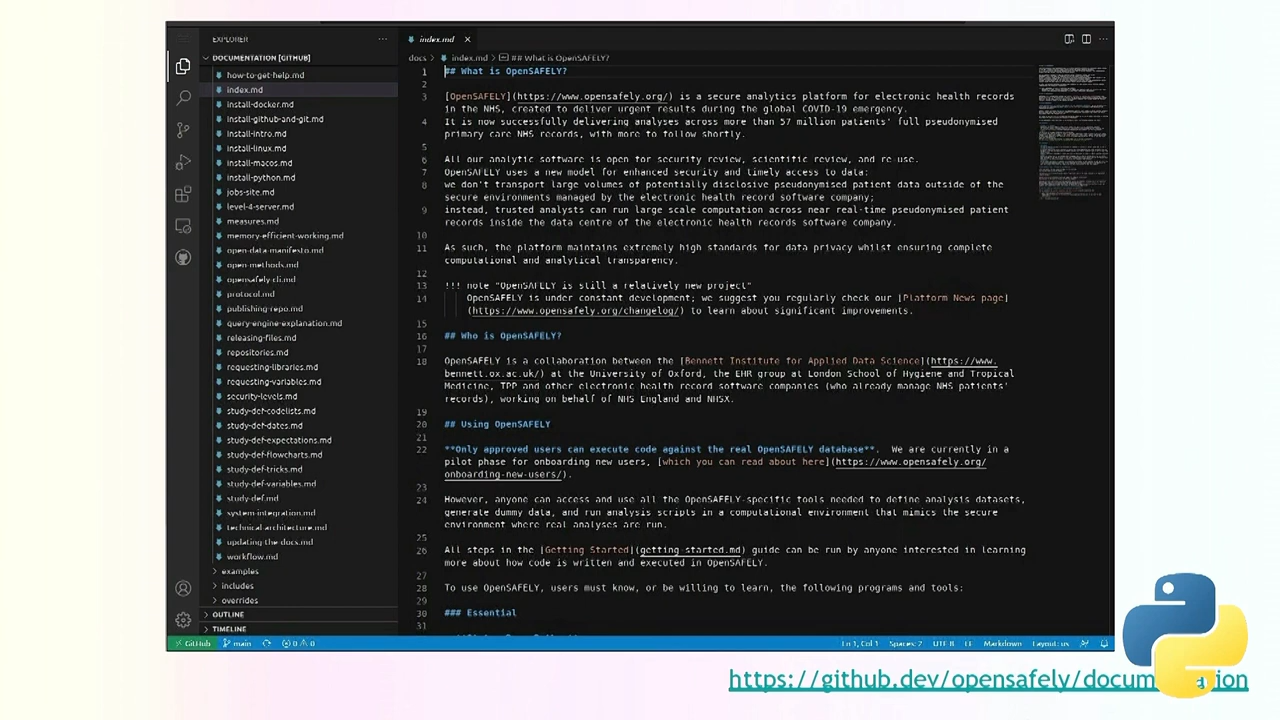 EXPLORER
DOCUMENTATION [GITHUB]
how-to-get-help.md
index.md
install-docker.md
install-github-and-git.md
install-intro.md
install-linux.md
install-macos.md
install-python.md
jobs-site.md
level-4-server.md
measures.md
memory-efficient-working.md
open-data-manifesto.md
open-methods.md
opensafely-cli.md
protocol.md
publishing-repo.md
query-engine-explanation.md
releasing-files.md
repositories.md
requesting-libraries.md
requesting-variables.md
security-levels.md
study-def-codelists.md
study-def-dates.md
study-def-expectations.md
study-def-flowcharts.md
study-def-tricks.md
study-def-variables.md
study-def.md
system-integration.md
technical-architecture.md
updating-the-docs.md
workflow.md
examples
includes
overrides
OUTLINE
TIMELINE
index.md
docs > index.md > ## What is OpenSAFELY?
1 ## What is OpenSAFELY?
2
3 [OpenSAFELY](https://www.opensafely.org/) is a secure analytics platform for electronic health records
in the NHS, created to deliver urgent results during the global COVID-19 emergency.
4 It is now successfully delivering analyses across more than 57 million patients' full pseudonymised
primary care NHS records, with more to follow shortly.
5
6 All our analytic software is open for security review, scientific review, and re-use.
7 OpenSAFELY uses a new model for enhanced security and timely access to data:
8 we don't transport large volumes of potentially disclosive pseudonymised patient data outside of the
secure environments managed by the electronic health record software company;
9 instead, trusted analysts can run large scale computation across near real-time pseudonymised patient
records inside the data centre of the electronic health records software company.
10
11 As such, the platform maintains extremely high standards for data privacy whilst ensuring complete
computational and analytical transparency.
12
13 !!! note "OpenSAFELY is still a relatively new project"
14 OpenSAFELY is under constant development; we suggest you regularly check our [Platform News page]
(https://www.opensafely.org/changelog/) to learn about significant improvements.
15
16 ## Who is OpenSAFELY?
17
18 OpenSAFELY is a collaboration between the [Bennett Institute for Applied Data Science](https://www.
bennett.ox.ac.uk/) at the University of Oxford, the EHR group at London School of Hygiene and Tropical
Medicine, TPP and other electronic health record software companies (who already manage NHS patients'
records), working on behalf of NHS England and NHSX.
19
20 ## Using OpenSAFELY
21
22 **Only approved users can execute code against the real OpenSAFELY database**. We are currently in a
pilot phase for onboarding new users, [which you can read about here](https://www.opensafely.org/
onboarding-new-users/).
23
24 However, anyone can access and use all the OpenSAFELY-specific tools needed to define analysis datasets,
generate dummy data, and run analysis scripts in a computational environment that mimics the secure
environment where real analyses are run.
25
26 All steps in the [Getting Started](getting-started.md) guide can be run by anyone interested in learning
more about how code is written and executed in OpenSAFELY.
27
28 To use OpenSAFELY, users must know, or be willing to learn, the following programs and tools:
29
30 ### Essential
31
GitHub main 0 0 Ln 1, Col 1 Spaces: 2 UTF-8 LF Markdown Layout: us
https://github.dev/opensafely/docum
ion